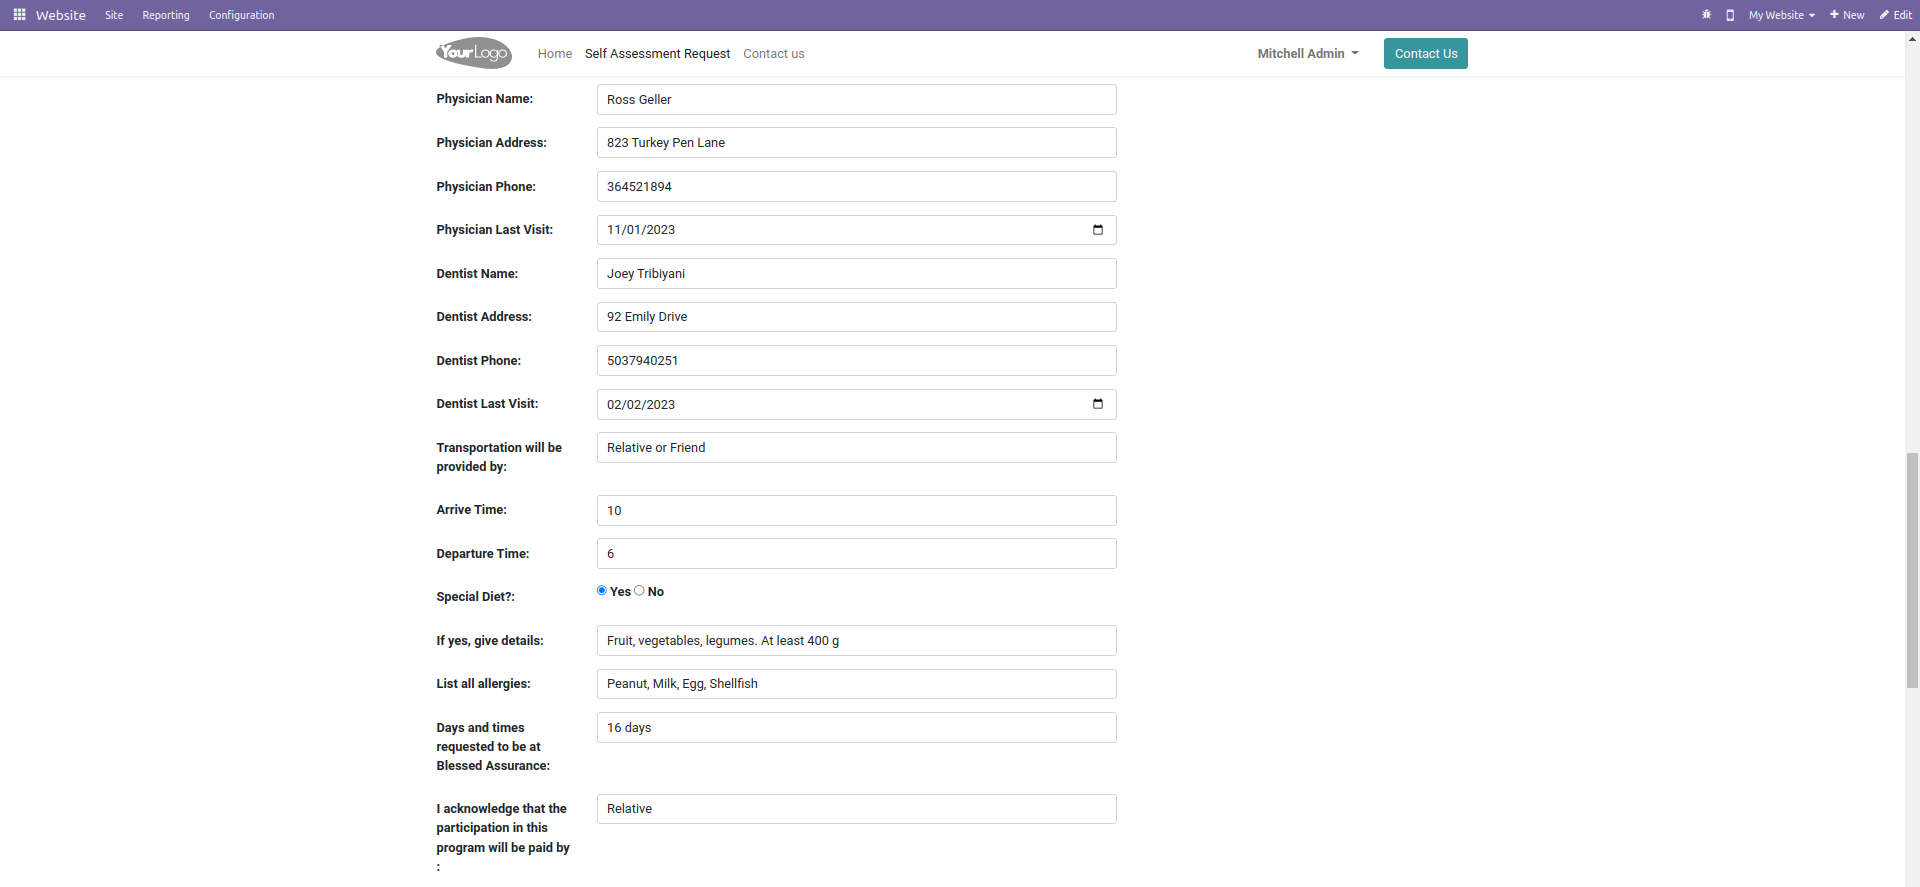 Website Site Reporting Configuration My Website New Edit
YourLogo Home Self Assessment Request Contact us Mitchell Admin Contact Us
Physician Name: Ross Geller
Physician Address: 823 Turkey Pen Lane
Physician Phone: 364521894
Physician Last Visit: 11/01/2023
Dentist Name: Joey Tribiyani
Dentist Address: 92 Emily Drive
Dentist Phone: 5037940251
Dentist Last Visit: 02/02/2023
Transportation will be Relative or Friend
provided by:
Arrive Time: 10
Departure Time: 6
Special Diet?: Yes No
If yes, give details: Fruit, vegetables, legumes. At least 400 g
List all allergies: Peanut, Milk, Egg, Shellfish
Days and times 16 days
requested to be at
Blessed Assurance:
I acknowledge that the Relative
participation in this
program will be paid by
: